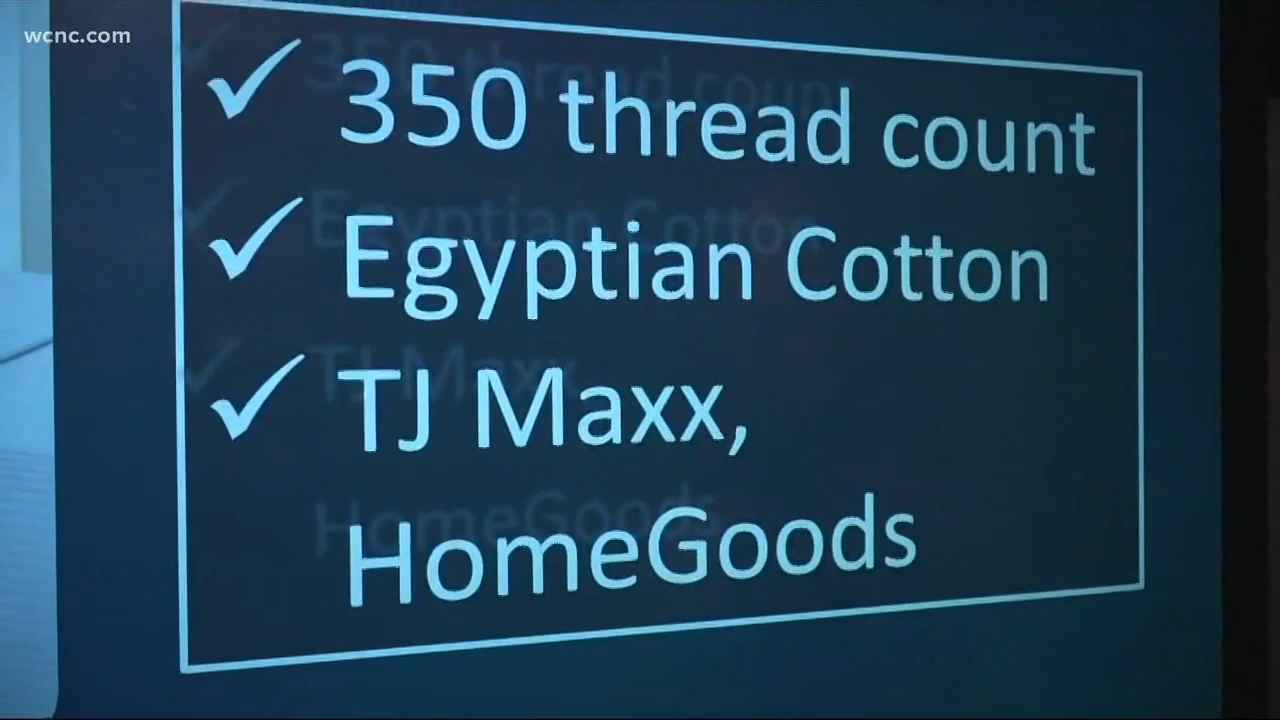 wcnc.com
✓ 350 thread count
✓ Egyptian Cotton
✓ TJ Maxx,
HomeGoods